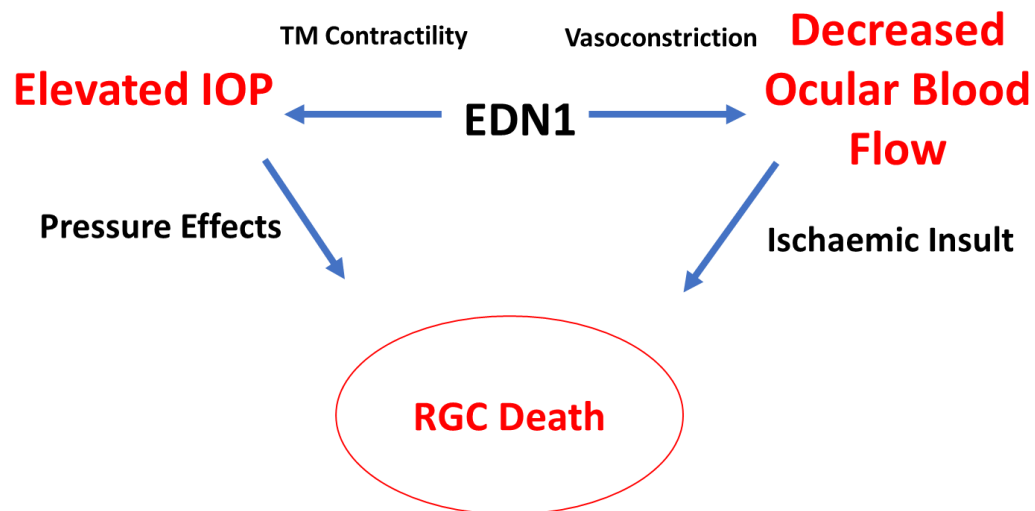 TM Contractility
Vasoconstriction
Decreased
Ocular Blood
Flow
Elevated IOP
EDN1
Pressure Effects
Ischaemic Insult
RGC Death